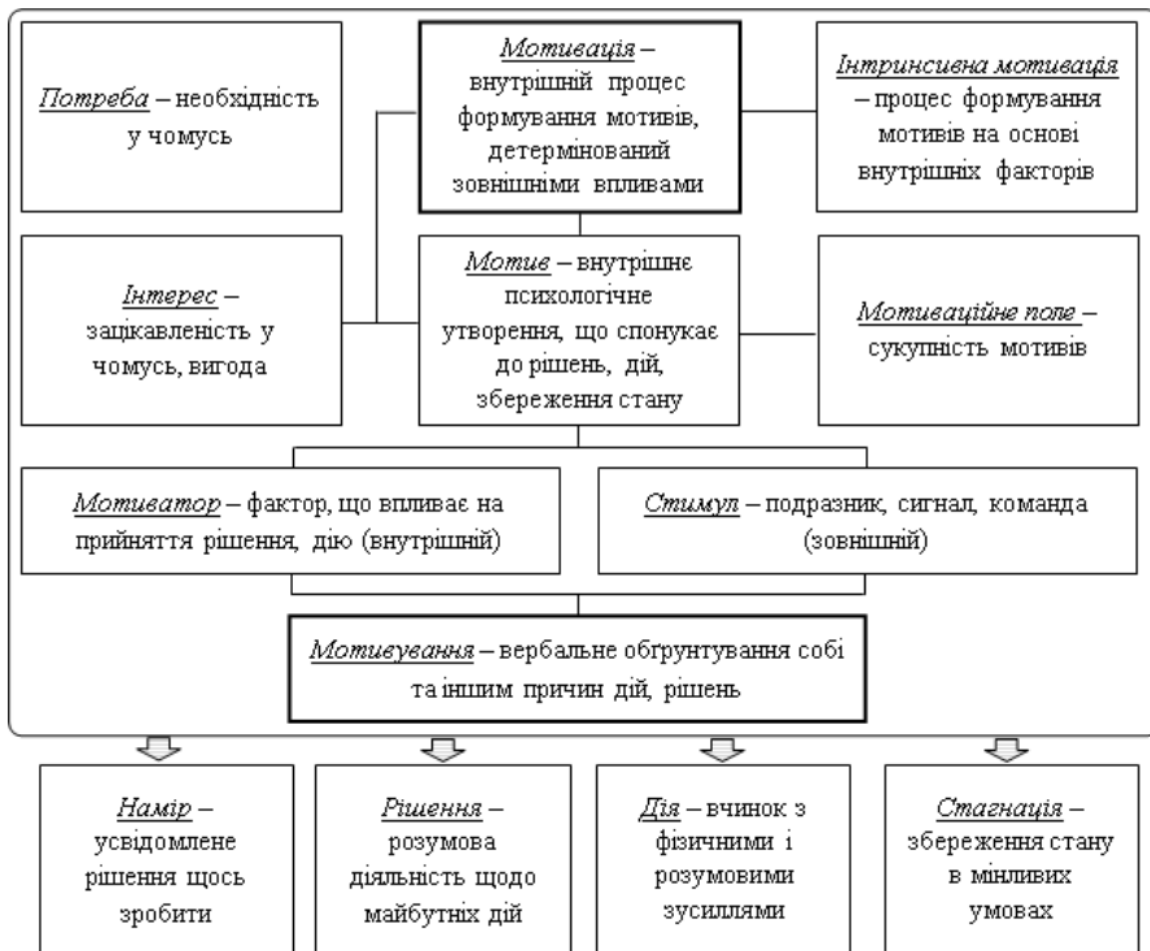 Потреба – необхідність
у чомусь
Мотивація –
внутрішній процес
формування мотивів,
детермінований
зовнішніми впливами
Інтринсивна мотивація
– процес формування
мотивів на основі
внутрішніх факторів
Інтерес –
зацікавленість у
чомусь, вигода
Мотив – внутрішнє
психологічне
утворення, що спонукає
до рішень, дій,
збереження стану
Мотиваційне поле –
сукупність мотивів
Мотиватор – фактор, що впливає на
прийняття рішення, дію (внутрішній)
Стимул – подразник, сигнал, команда
(зовнішній)
Мотивування – вербальне обґрунтування собі
та іншим причин дій, рішень
Намір –
усвідомлене
рішення щось
зробити
Рішення –
розумова
діяльність щодо
майбутніх дій
Дія – вчинок з
фізичними і
розумовими
зусиллями
Стагнація –
збереження стану
в мінливих
умовах